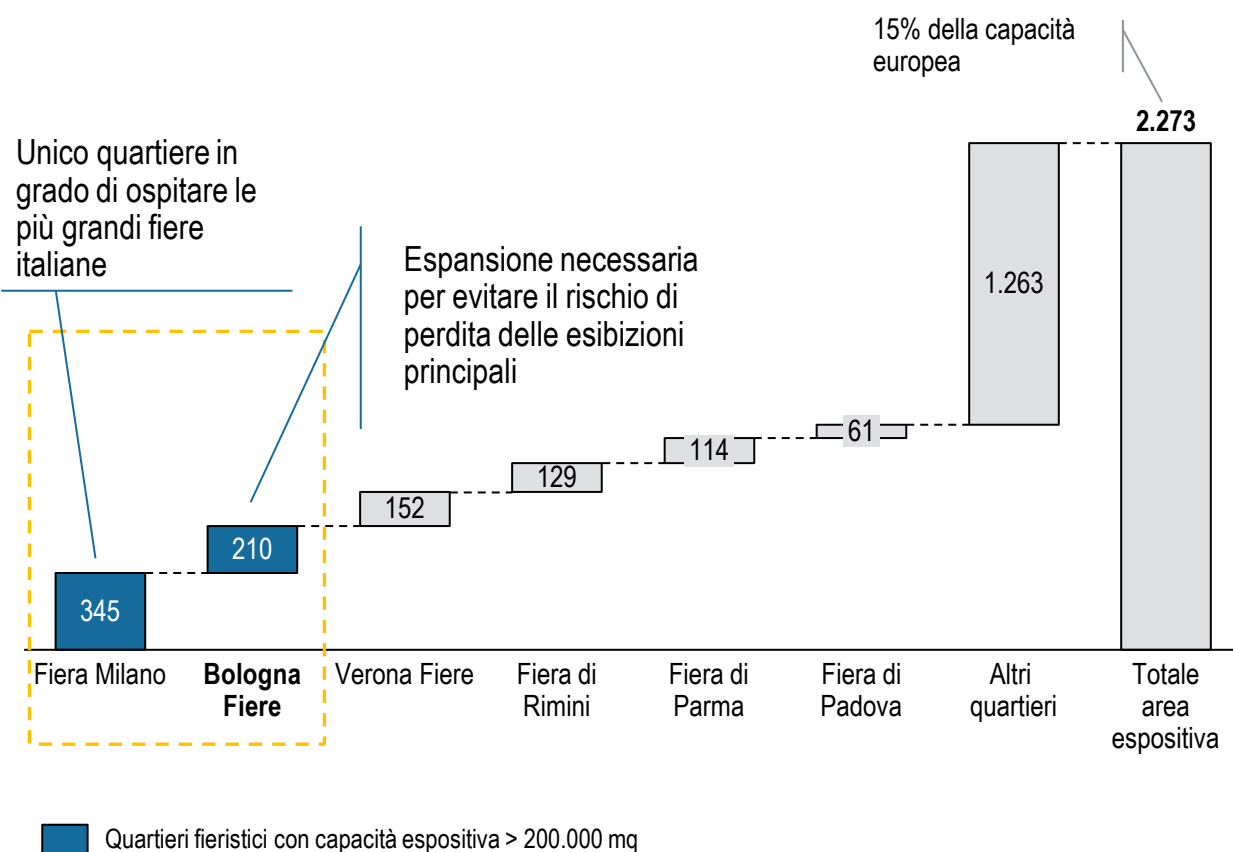 15% della capacità
europea
2.273
Unico quartiere in
grado di ospitare le
più grandi fiere
italiane
Espansione necessaria
per evitare il rischio di
perdita delle esibizioni
principali
1.263
61
114
129
152
210
345
Fiera Milano
Bologna
Fiere
Verona Fiere
Fiera di
Rimini
Fiera di
Parma
Fiera di
Padova
Altri
quartieri
Totale
area
espositiva
Quartieri fieristici con capacità espositiva > 200.000 mq